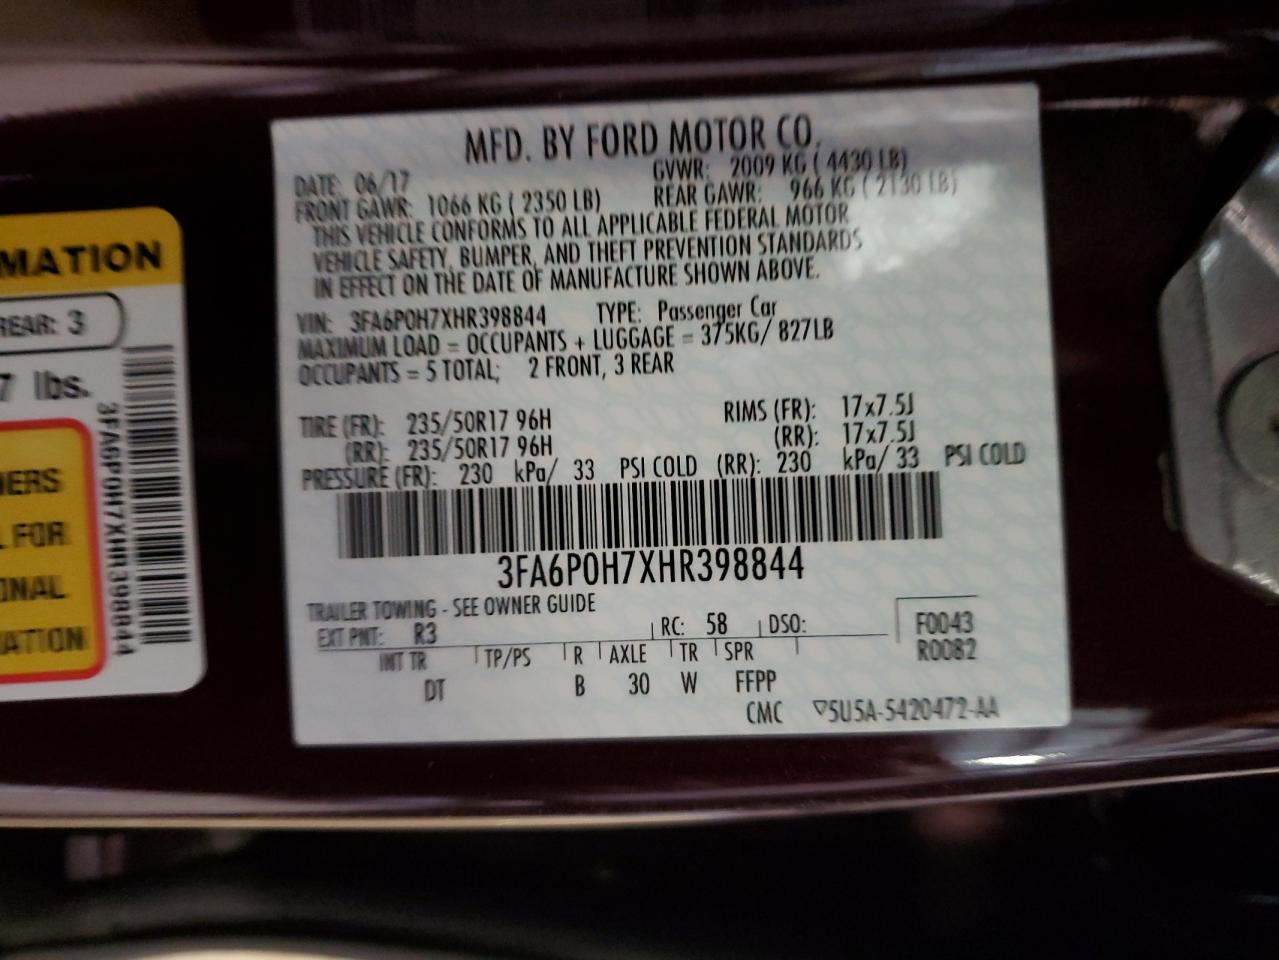 MATION
REAR: 3
7 lbs.
NERS
L FOR
ONAL
ATION
3FA6P0H7XHR398844
MFD. BY FORD MOTOR CO.
DATE: 06/17 GVWR: 2009 KG ( 4430 LB)
FRONT GAWR: 1066 KG ( 2350 LB) REAR GAWR: 966 KG ( 2130 LB)
THIS VEHICLE CONFORMS TO ALL APPLICABLE FEDERAL MOTOR
VEHICLE SAFETY, BUMPER, AND THEFT PREVENTION STANDARDS
IN EFFECT ON THE DATE OF MANUFACTURE SHOWN ABOVE.
VIN: 3FA6P0H7XHR398844 TYPE: Passenger Car
MAXIMUM LOAD = OCCUPANTS + LUGGAGE = 375KG/ 827LB
OCCUPANTS = 5 TOTAL; 2 FRONT, 3 REAR
TIRE (FR): 235/50R17 96H RIMS (FR): 17x7.5J
(RR): 235/50R17 96H (RR): 17x7.5J
PRESSURE (FR): 230 kPa/ 33 PSI COLD (RR): 230 kPa/ 33 PSI COLD
3FA6P0H7XHR398844
TRAILER TOWING - SEE OWNER GUIDE
EXT PNT: R3 RC: 58 DSO: F0043
R0082
INT TR TP/PS R AXLE TR SPR
DT B 30 W FFPP
CMC ▽5U5A-5420472-AA